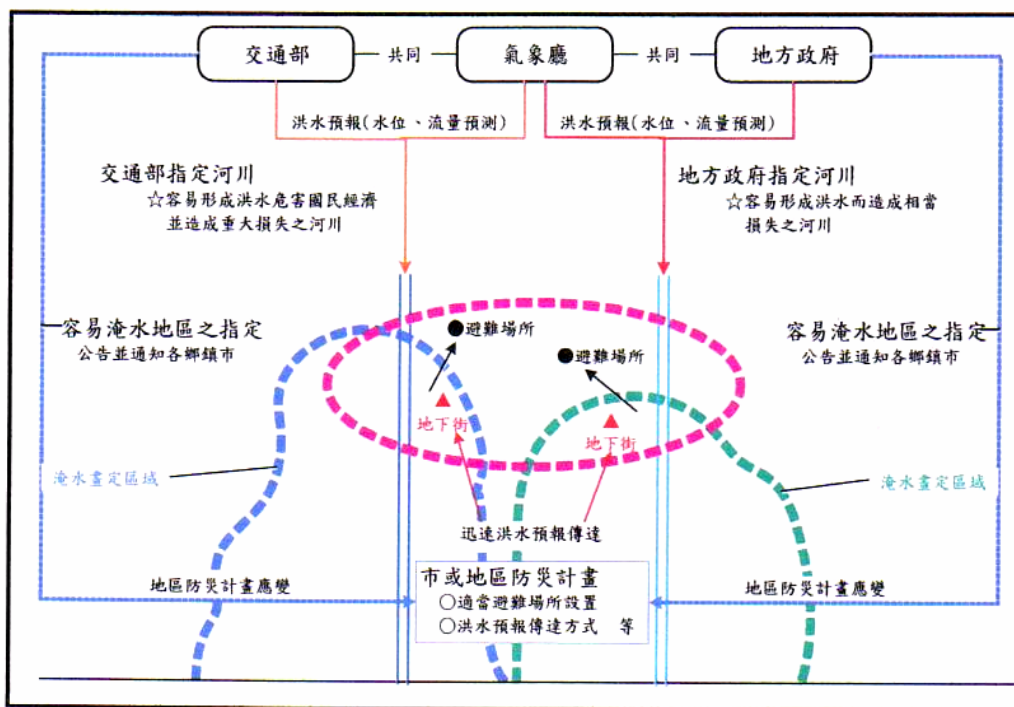 交通部 共同 氣象廳 共同 地方政府
洪水預報(水位、流量預測) 洪水預報(水位、流量預測)
交通部指定河川
☆容易形成洪水危害國民經濟
並造成重大損失之河川
地方政府指定河川
☆容易形成洪水而造成相當
損失之河川
容易淹水地區之指定
公告並通知各鄉鎮市
●避難場所
●避難場所
容易淹水地區之指定
公告並通知各鄉鎮市
地下街
地下街
淹水畫定區域
淹水畫定區域
迅速洪水預報傳達
地區防災計畫應變
市或地區防災計畫
○適當避難場所設置
○洪水預報傳達方式 等
地區防災計畫應變